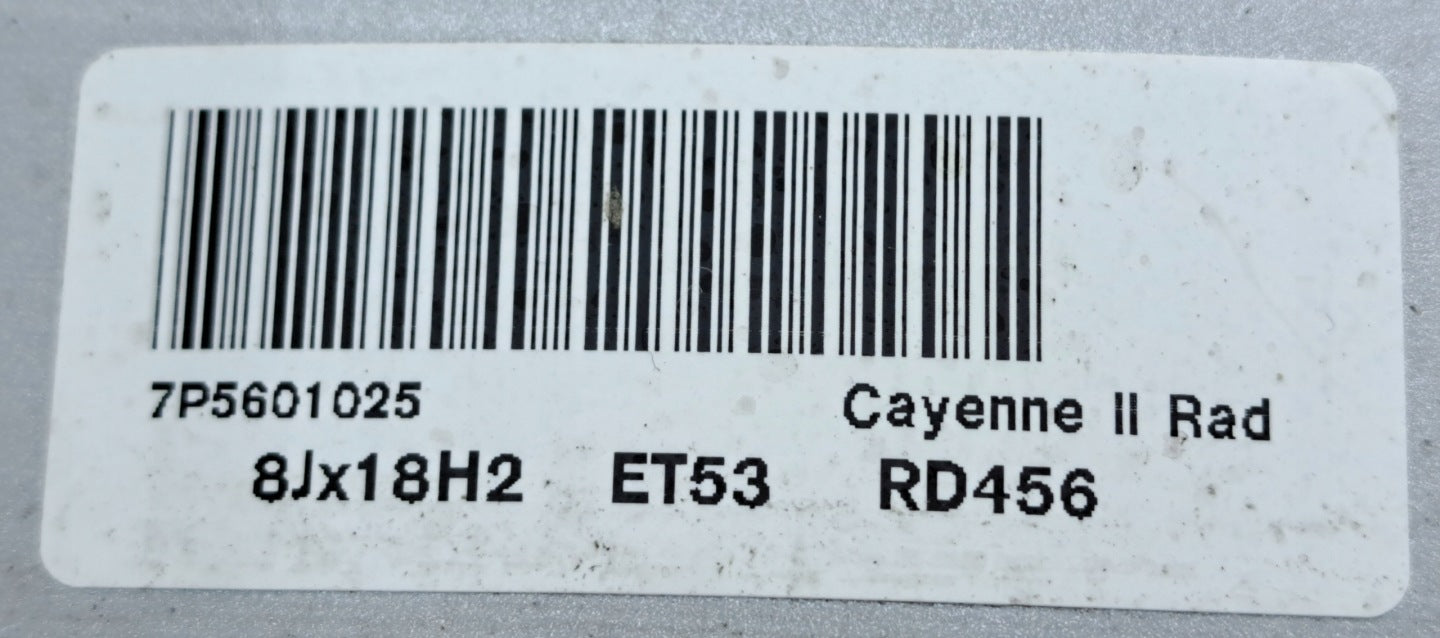 7P5601025 Cayenne II Rad
8Jx18H2 ET53 RD456